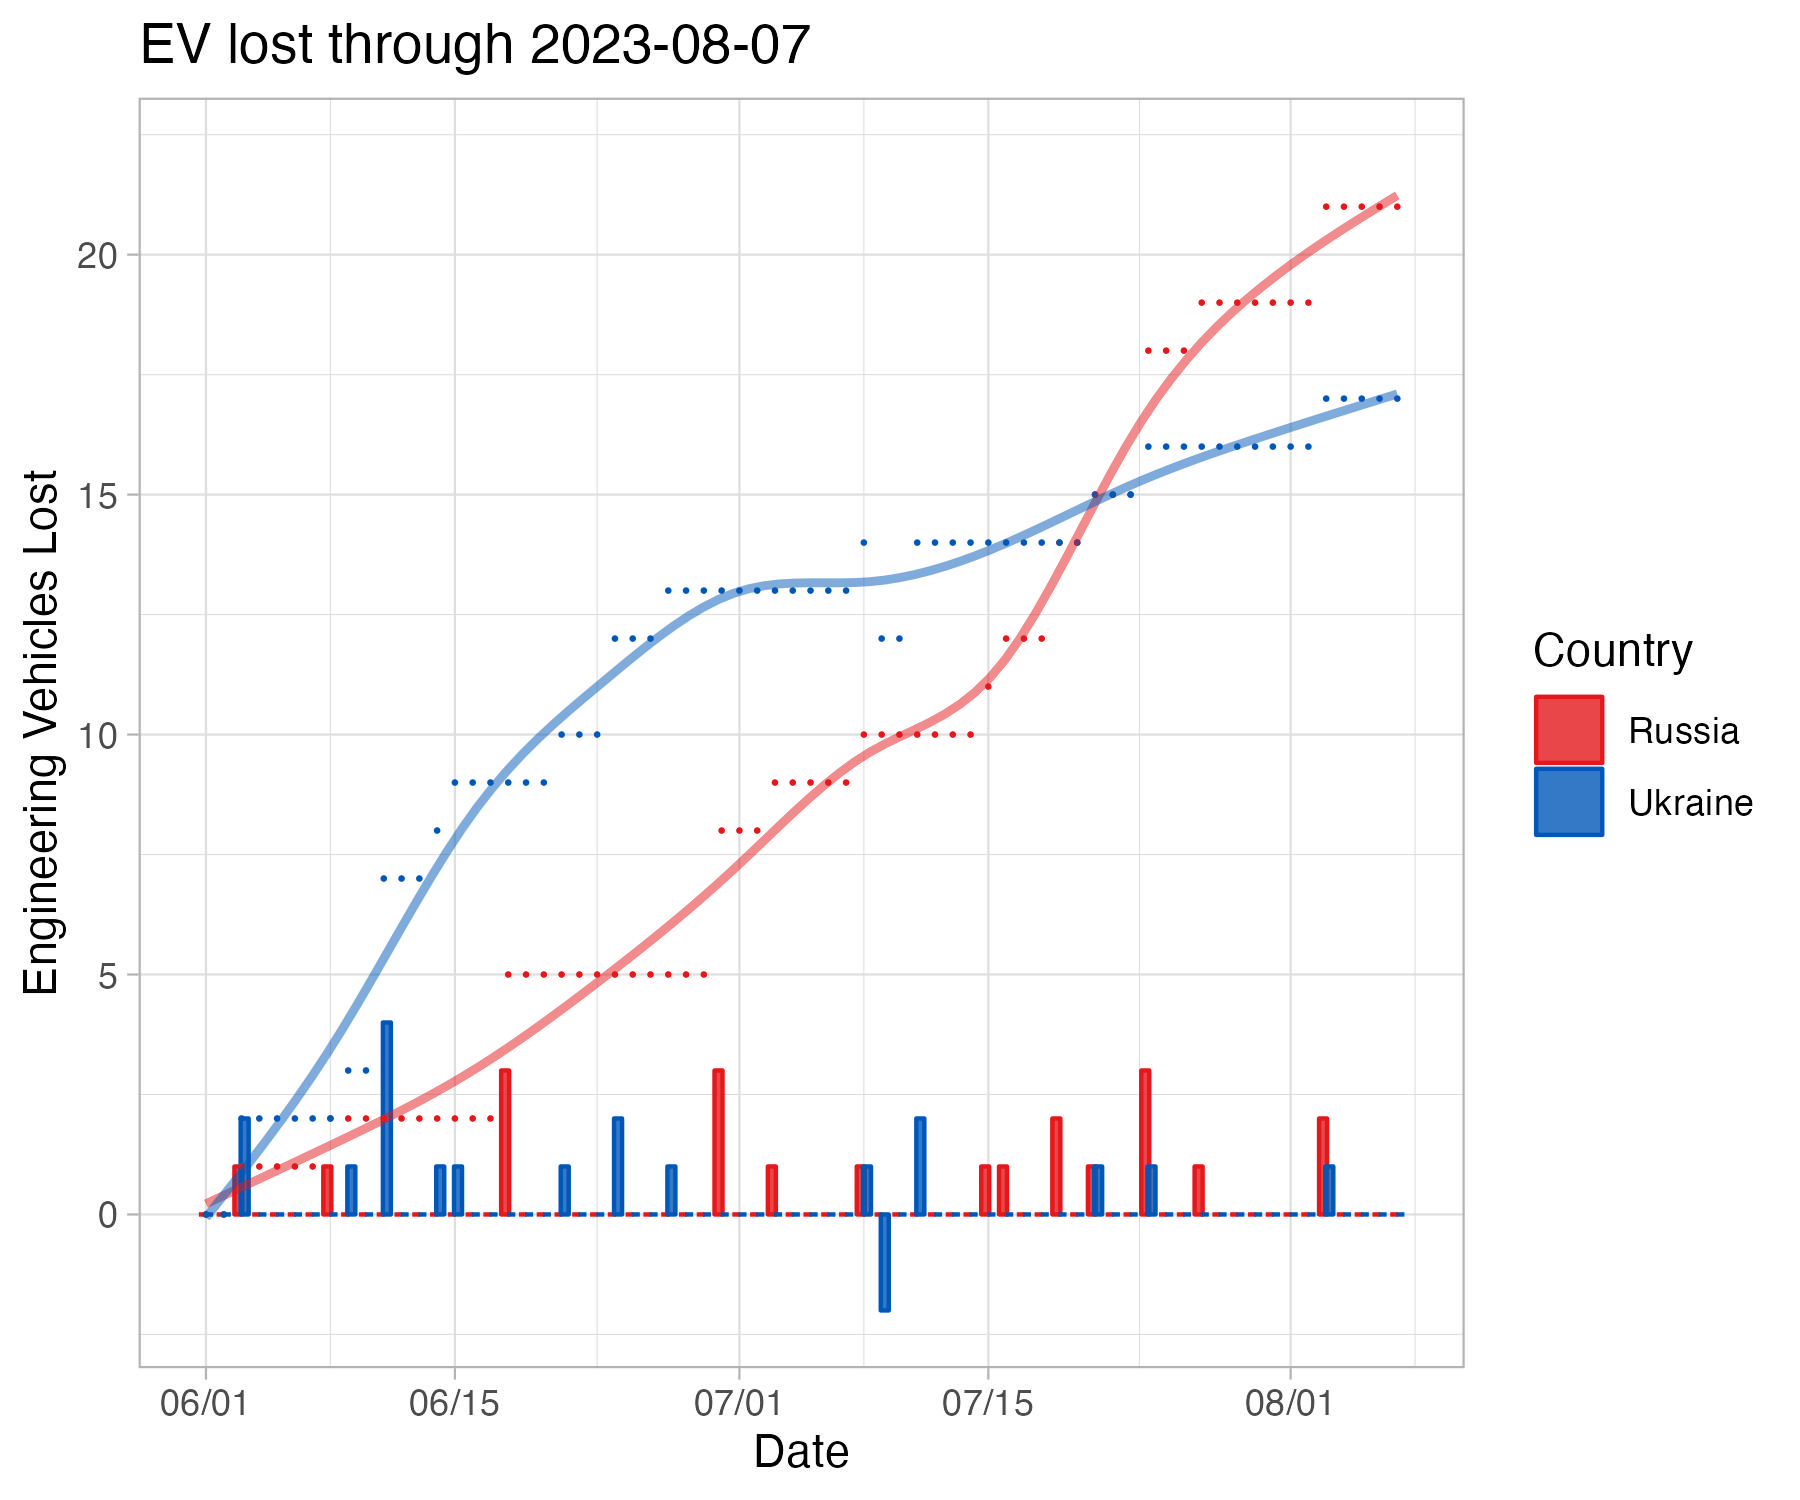 EV lost through 2023-08-07
Engineering Vehicles Lost
20
15
10
5
0
06/01
06/15
07/01
07/15
08/01
Date
Country
Russia
Ukraine